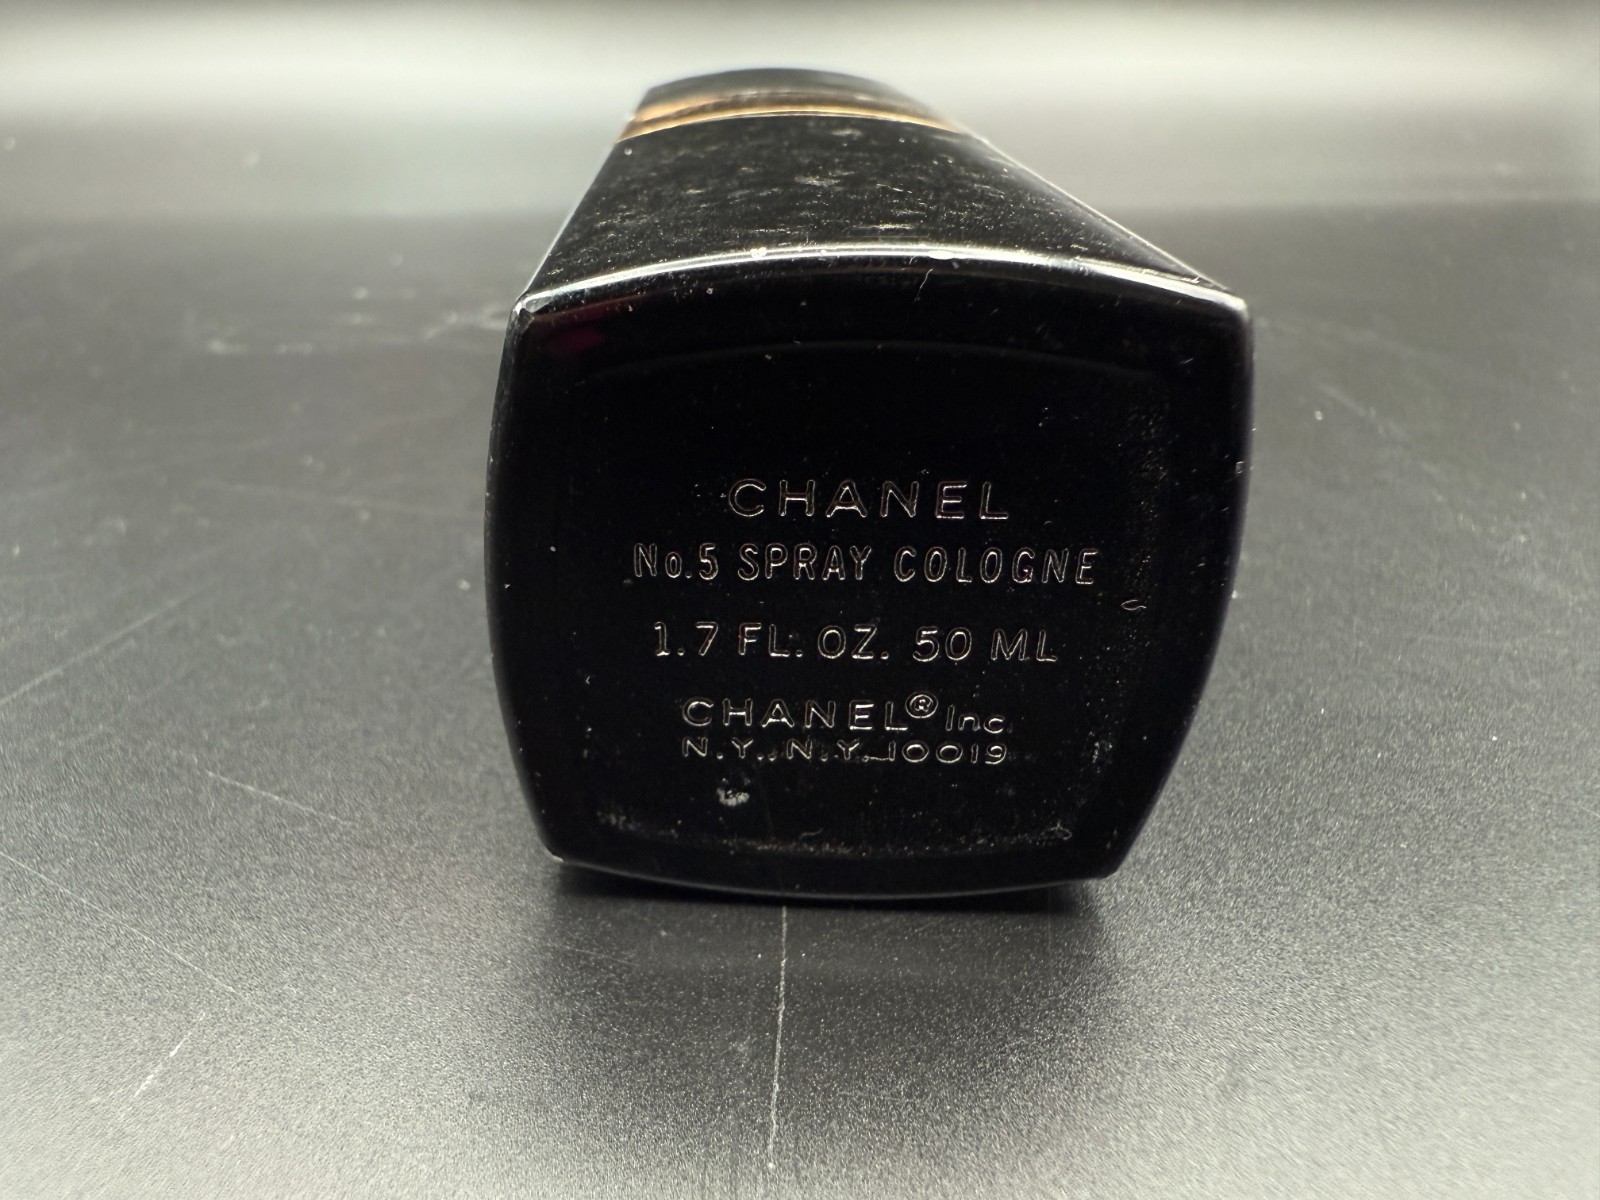 CHANEL
No.5 SPRAY COLOGNE
1.7 FL. OZ. 50 ML
CHANEL® Inc.
N.Y., N.Y. 10019